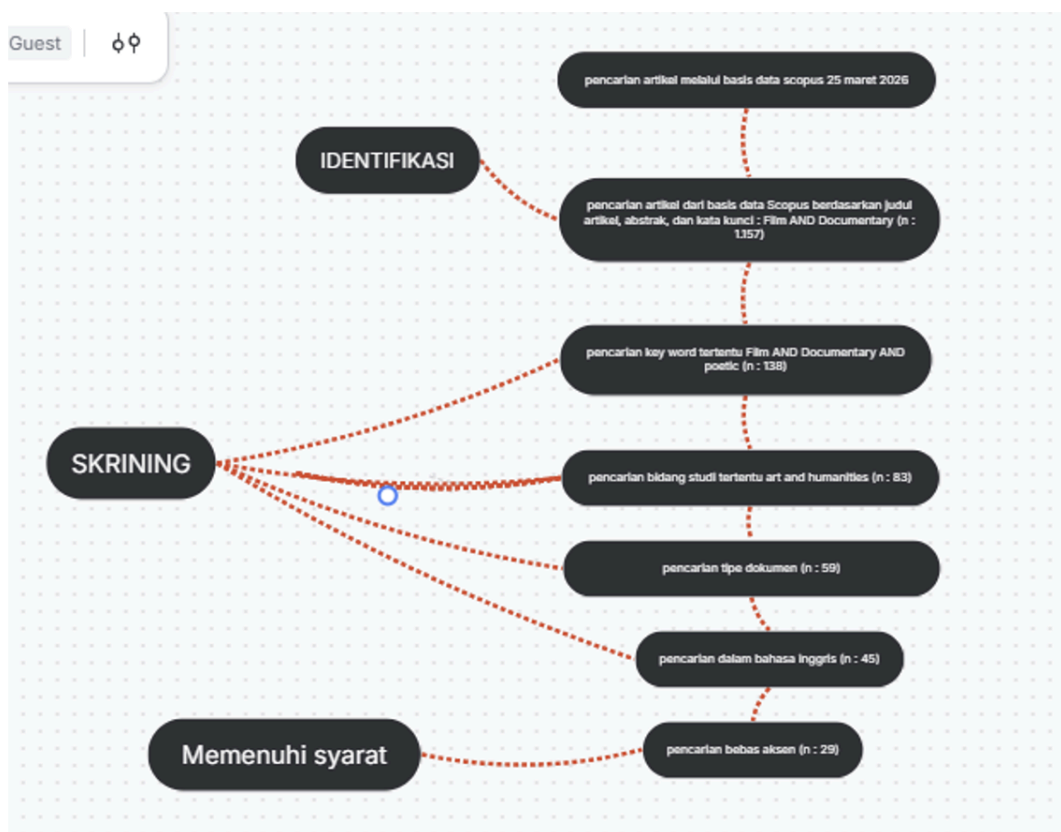 Guest
pencarian artikel melalui basis data scopus 25 maret 2026
IDENTIFIKASI
pencarian artikel dari basis data Scopus berdasarkan judul
artikel, abstrak, dan kata kunci : Film AND Documentary (n :
1.157)
pencarian key word tertentu Film AND Documentary AND
poetic (n : 138)
SKRINING
pencarian bidang studi tertentu art and humanities (n : 83)
pencarian tipe dokumen (n : 59)
pencarian dalam bahasa inggris (n : 45)
Memenuhi syarat
pencarian bebas aksen (n : 29)